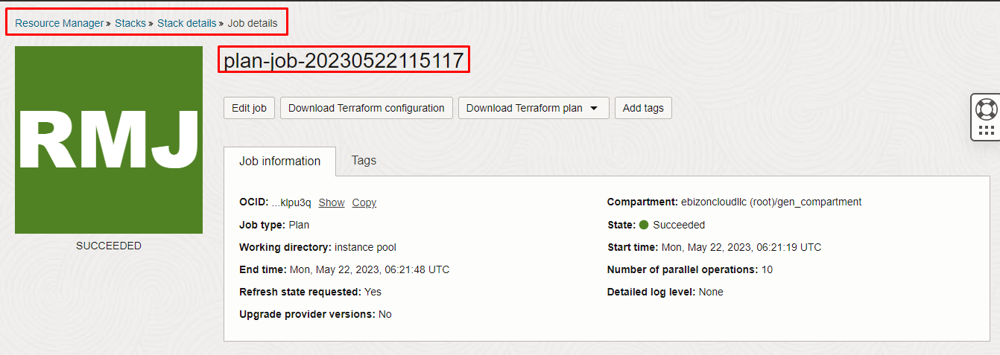 Resource Manager » Stacks » Stack details » Job details
RMJ
SUCCEEDED
plan-job-20230522115117
Edit job
Download Terraform configuration
Download Terraform plan
Add tags
Job information
Tags
OCID: ...klpu3q Show Copy
Compartment: ebizoncloudllc (root)/gen_compartment
Job type: Plan
State: Succeeded
Working directory: instance pool
Start time: Mon, May 22, 2023, 06:21:19 UTC
End time: Mon, May 22, 2023, 06:21:48 UTC
Number of parallel operations: 10
Refresh state requested: Yes
Detailed log level: None
Upgrade provider versions: No